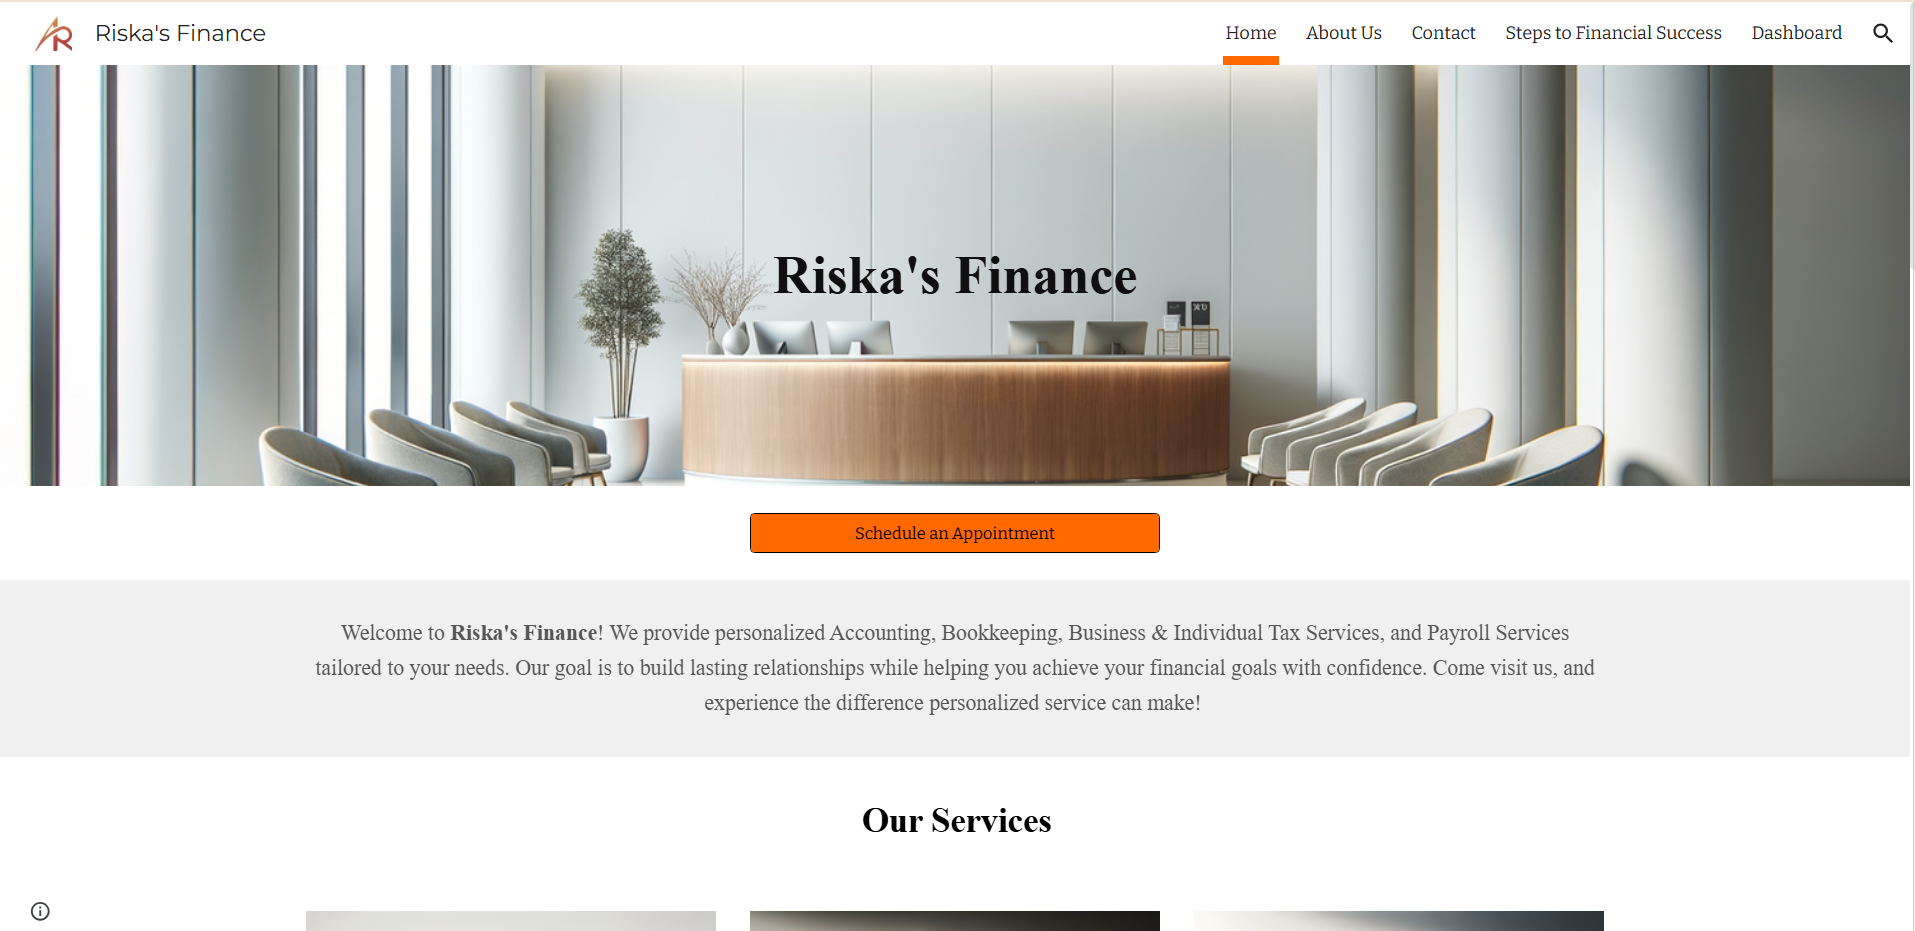 Riska's Finance
Home
About Us
Contact
Steps to Financial Success
Dashboard
Riska's Finance
Schedule an Appointment
Welcome to Riska's Finance! We provide personalized Accounting, Bookkeeping, Business & Individual Tax Services, and Payroll Services
tailored to your needs. Our goal is to build lasting relationships while helping you achieve your financial goals with confidence. Come visit us, and
experience the difference personalized service can make!
Our Services